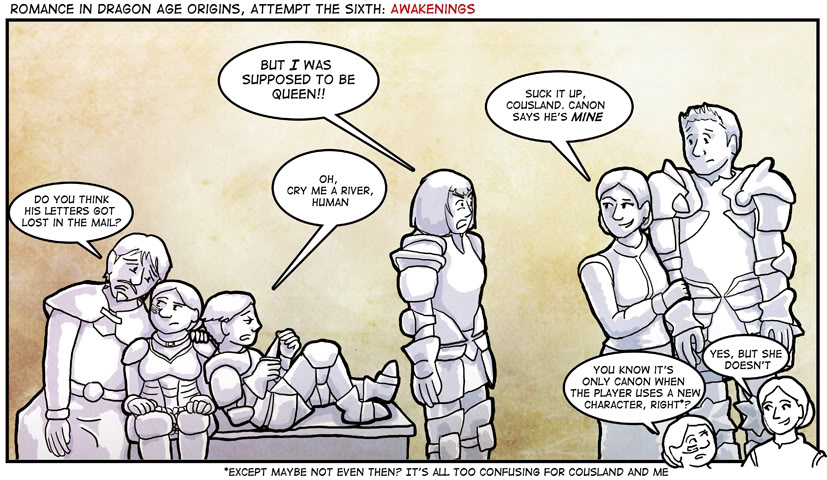 ROMANCE IN DRAGON AGE ORIGINS, ATTEMPT THE SIXTH: AWAKENINGS
DO YOU THINK
HIS LETTERS GOT
LOST IN THE MAIL?
OH,
CRY ME A RIVER,
HUMAN
BUT I WAS
SUPPOSED TO BE
QUEEN!!
SUCK IT UP,
COUSLAND. CANON
SAYS HE'S MINE
YOU KNOW IT'S
ONLY CANON WHEN
THE PLAYER USES A NEW
CHARACTER, RIGHT*?
YES, BUT SHE
DOESN'T
*EXCEPT MAYBE NOT EVEN THEN? IT'S ALL TOO CONFUSING FOR COUSLAND AND ME